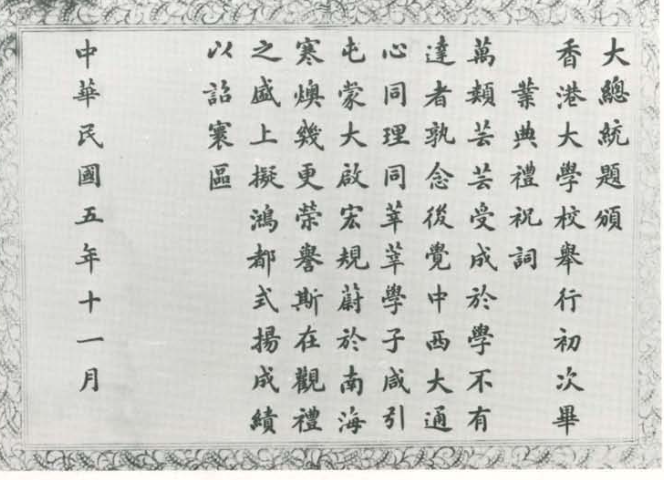 大總統題頒
香港大學校舉行初次畢
業典禮祝詞
萬類芸芸受成於學不有
達者孰念後覺中西大通
心同理同莘莘學子咸引
屯蒙大啟宏規蔚於南海
寒燠幾更榮譽斯在觀禮
之盛上擬鴻都式揚成績
以詔寰區
中華民國五年十一月